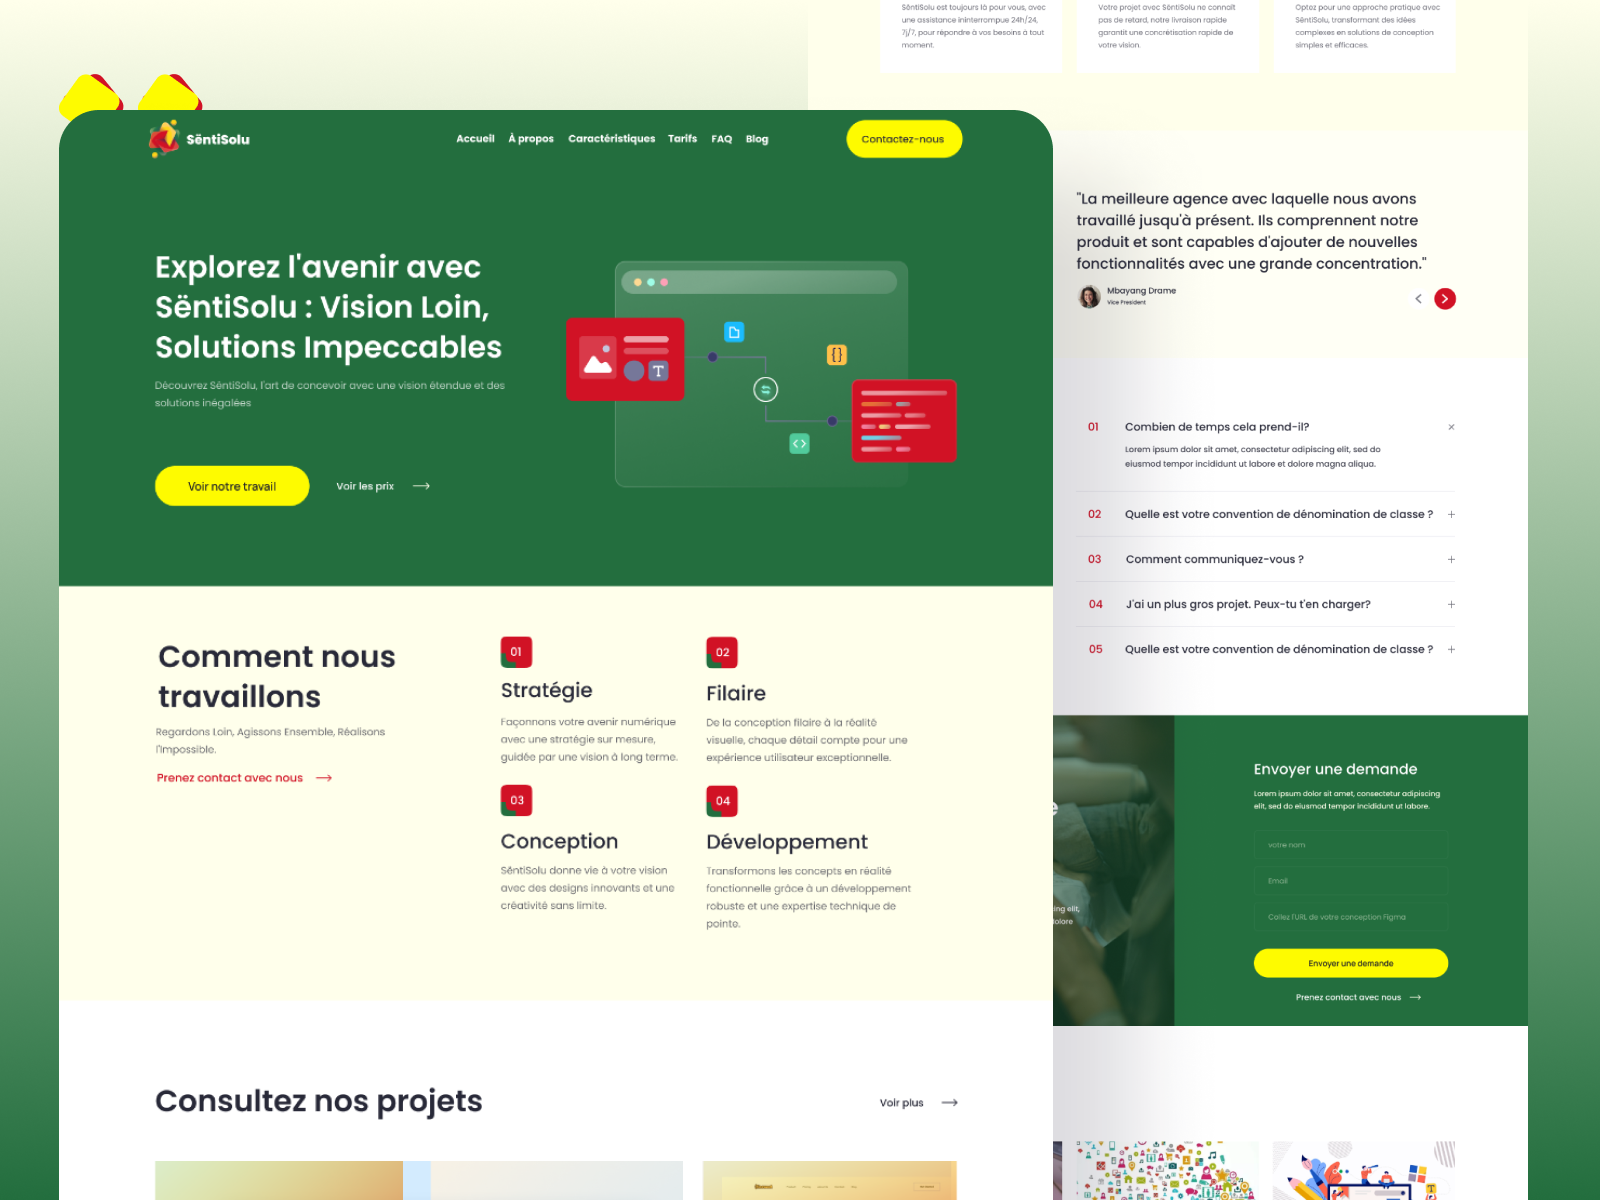 SëntiSolu est toujours là pour vous, avec
une assistance ininterrompue 24h/24,
7j/7, pour répondre à vos besoins à tout
moment.
Votre projet avec SëntiSolu ne connaît
pas de retard, notre livraison rapide
garantit une concrétisation rapide de
votre vision.
Optez pour une approche pratique avec
SëntiSolu, transformant des idées
complexes en solutions de conception
simples et efficaces.
SëntiSolu
Accueil
À propos
Caractéristiques
Tarifs
FAQ
Blog
Contactez-nous
Explorez l'avenir avec
SëntiSolu : Vision Loin,
Solutions Impeccables
Découvrez SëntiSolu, l'art de concevoir avec une vision étendue et des
solutions inégalées
Voir notre travail
Voir les prix
T
{}
Comment nous
travaillons
Regardons Loin, Agissons Ensemble, Réalisons
l'Impossible.
Prenez contact avec nous
01
Stratégie
Façonnons votre avenir numérique
avec une stratégie sur mesure,
guidée par une vision à long terme.
02
Filaire
De la conception filaire à la réalité
visuelle, chaque détail compte pour une
expérience utilisateur exceptionnelle.
03
Conception
SëntiSolu donne vie à votre vision
avec des designs innovants et une
créativité sans limite.
04
Développement
Transformons les concepts en réalité
fonctionnelle grâce à un développement
robuste et une expertise technique de
pointe.
Consultez nos projets
Voir plus
"La meilleure agence avec laquelle nous avons
travaillé jusqu'à présent. Ils comprennent notre
produit et sont capables d'ajouter de nouvelles
fonctionnalités avec une grande concentration."
Mbayang Drame
Vice President
01 Combien de temps cela prend-il?
Lorem ipsum dolor sit amet, consectetur adipiscing elit, sed do
eiusmod tempor incididunt ut labore et dolore magna aliqua.
02 Quelle est votre convention de dénomination de classe ?
03 Comment communiquez-vous ?
04 J'ai un plus gros projet. Peux-tu t'en charger?
05 Quelle est votre convention de dénomination de classe ?
e
ing elit,
dolore
Envoyer une demande
Lorem ipsum dolor sit amet, consectetur adipiscing
elit, sed do eiusmod tempor incididunt ut labore.
votre nom
Email
Collez l'URL de votre conception Figma
Envoyer une demande
Prenez contact avec nous
T